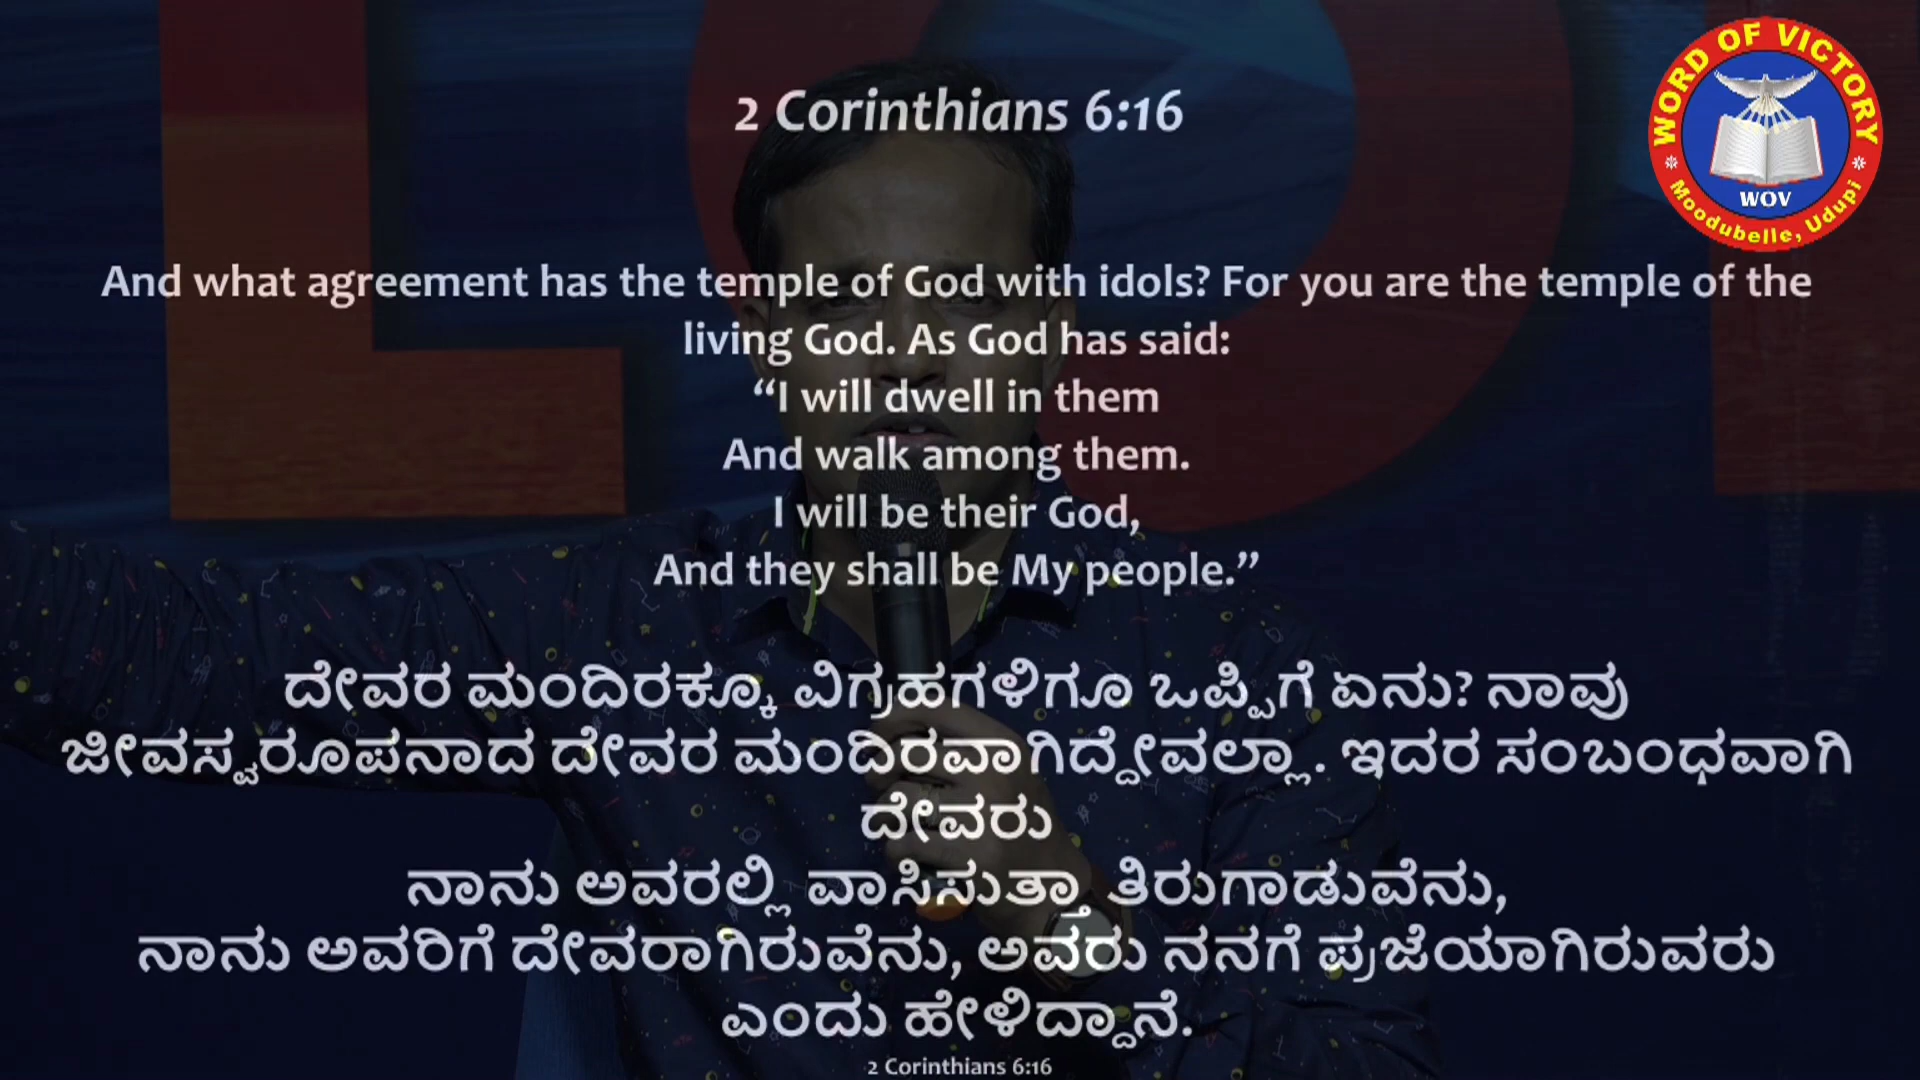 2 Corinthians 6:16
WORD OF VICTORY
WOV
Moodubelle, Udupi
And what agreement has the temple of God with idols? For you are the temple of the
living God. As God has said:
“I will dwell in them
And walk among them.
I will be their God,
And they shall be My people.”
ದೇವರ ಮಂದಿರಕ್ಕೂ ವಿಗ್ರಹಗಳಿಗೂ ಒಪ್ಪಿಗೆ ಏನು? ನಾವು
ಜೀವಸ್ವರೂಪನಾದ ದೇವರ ಮಂದಿರವಾಗಿದ್ದೇವಲ್ಲಾ. ಇದರ ಸಂಬಂಧವಾಗಿ
ದೇವರು
ನಾನು ಅವರಲ್ಲಿ ವಾಸಿಸುತ್ತಾ ತಿರುಗಾಡುವೆನು,
ನಾನು ಅವರಿಗೆ ದೇವರಾಗಿರುವೆನು, ಅವರು ನನಗೆ ಪ್ರಜೆಯಾಗಿರುವರು
ಎಂದು ಹೇಳಿದ್ದಾನೆ.
2 Corinthians 6:16